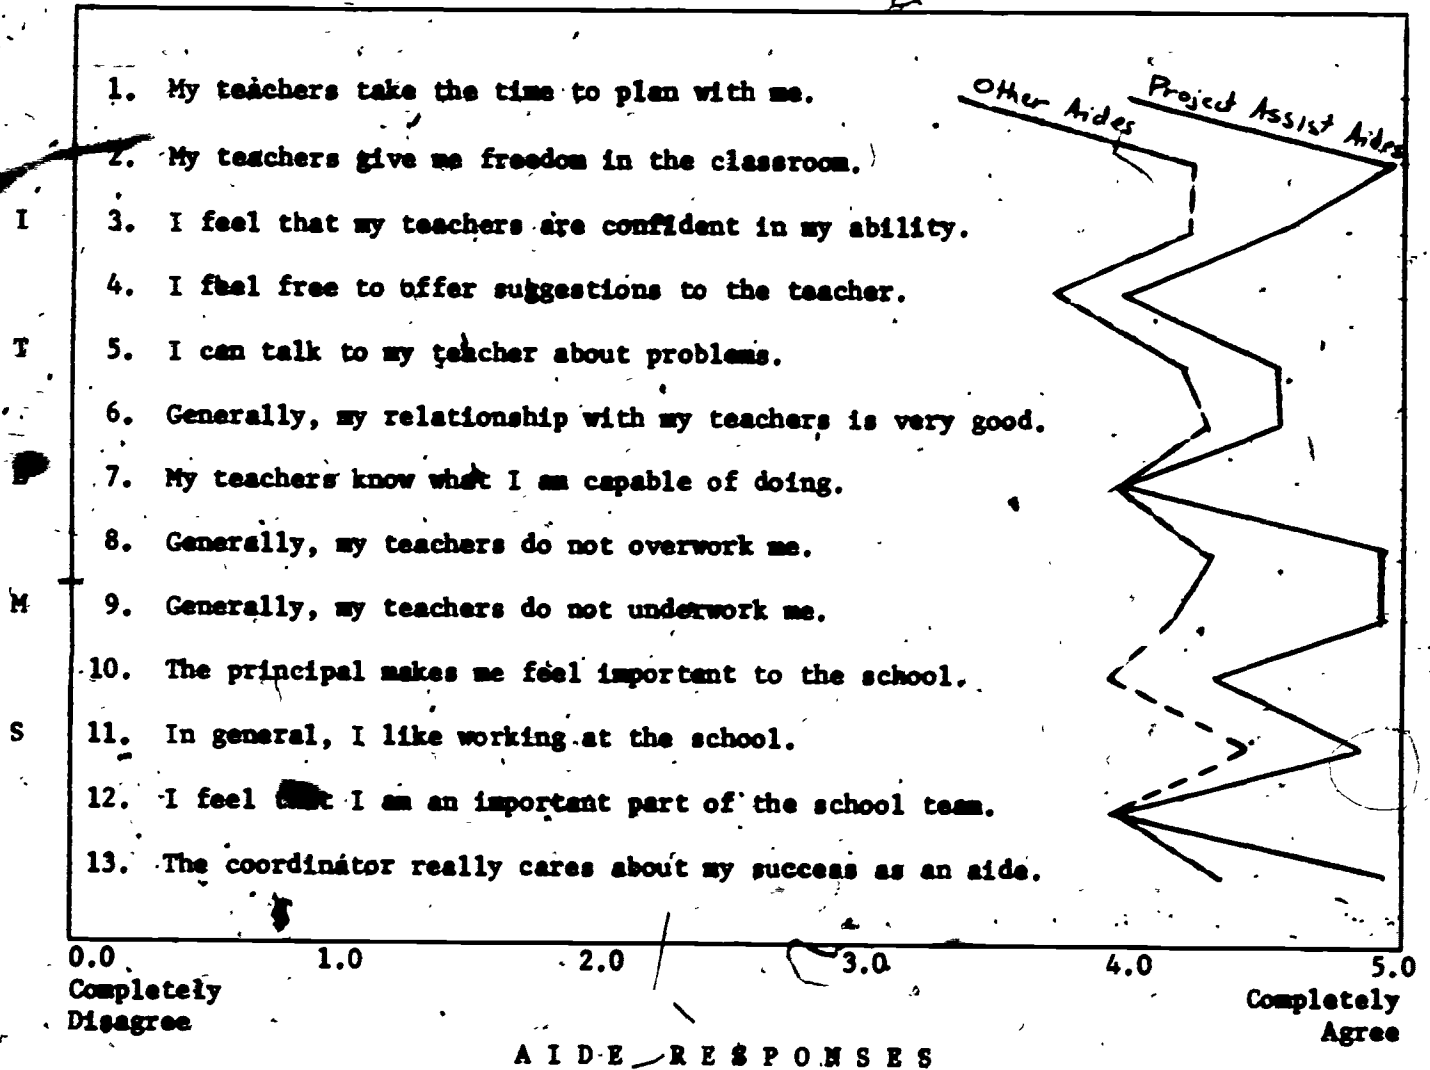 1. My teachers take the time to plan with me.
Other Aides
Project Assist Aides
2. My teachers give me freedom in the classroom.
I
3. I feel that my teachers are confident in my ability.
4. I feel free to offer suggestions to the teacher.
T
5. I can talk to my teacher about problems.
6. Generally, my relationship with my teachers is very good.
E
7. My teachers know what I am capable of doing.
8. Generally, my teachers do not overwork me.
M
9. Generally, my teachers do not underwork me.
10. The principal makes me feel important to the school.
S
11. In general, I like working at the school.
12. I feel that I am an important part of the school team.
13. The coordinator really cares about my success as an aide.
0.0 1.0 2.0 3.0 4.0 5.0
Completely Completely
Disagree Agree
AIDE RESPONSES